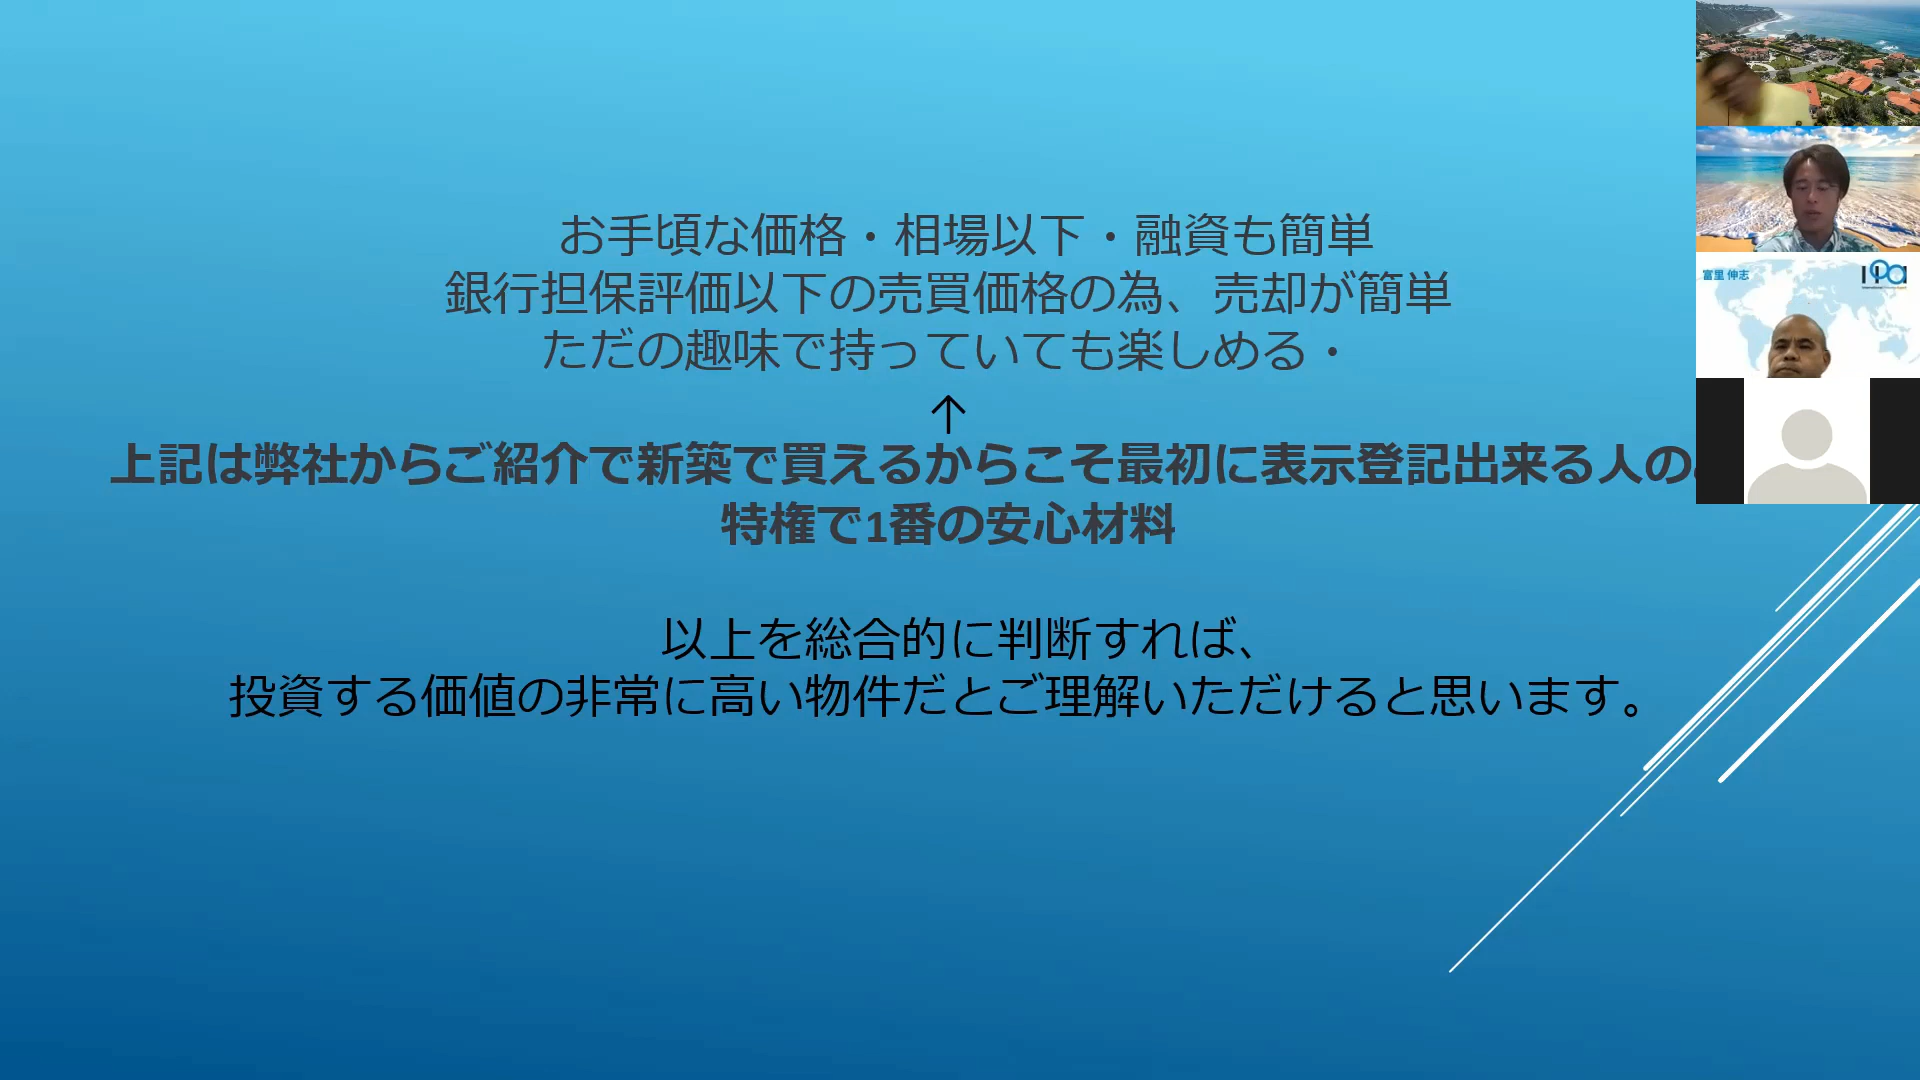 お手頃な価格・相場以下・融資も簡単
銀行担保評価以下の売買価格の為、売却が簡単
ただの趣味で持っていても楽しめる・
↑
上記は弊社からご紹介で新築で買えるからこそ最初に表示登記出来る人の
特権で1番の安心材料
以上を総合的に判断すれば、
投資する価値の非常に高い物件だとご理解いただけると思います。
富里 伸志
IPA